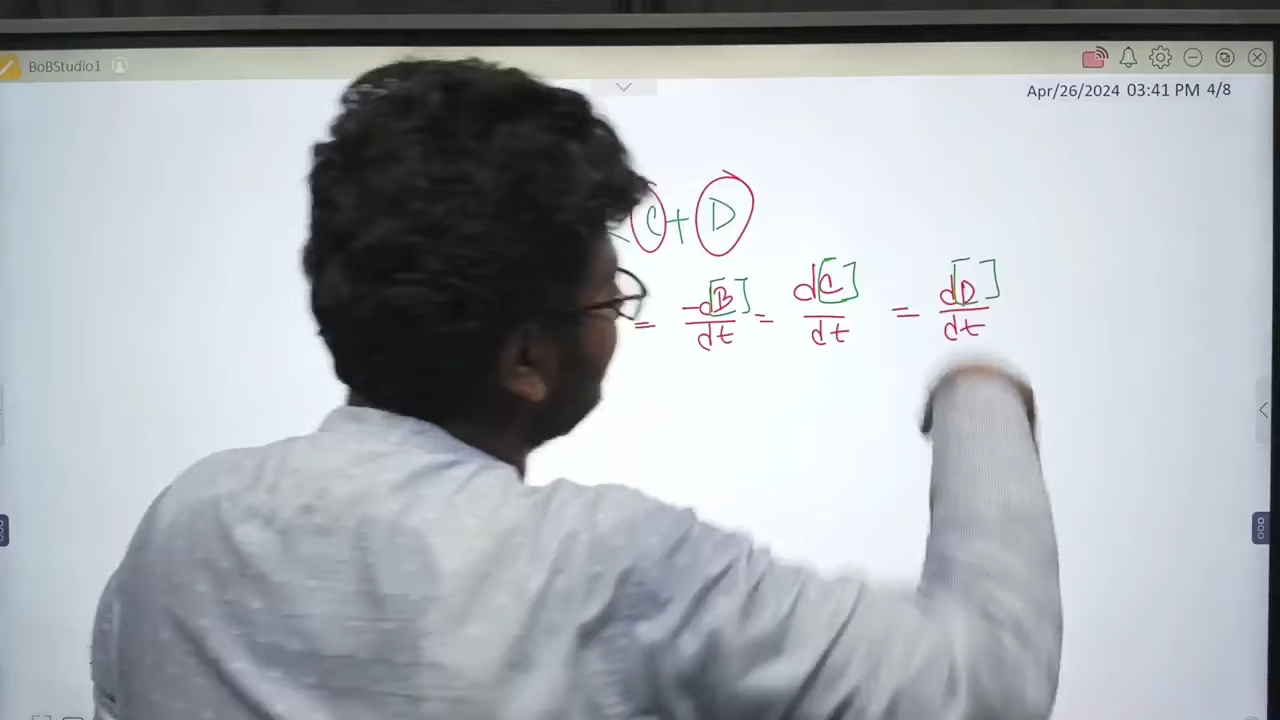 BoBStudio1
Apr/26/2024 03:41 PM 4/8
C + D
= -d[B]/dt = d[C]/dt = d[D]/dt